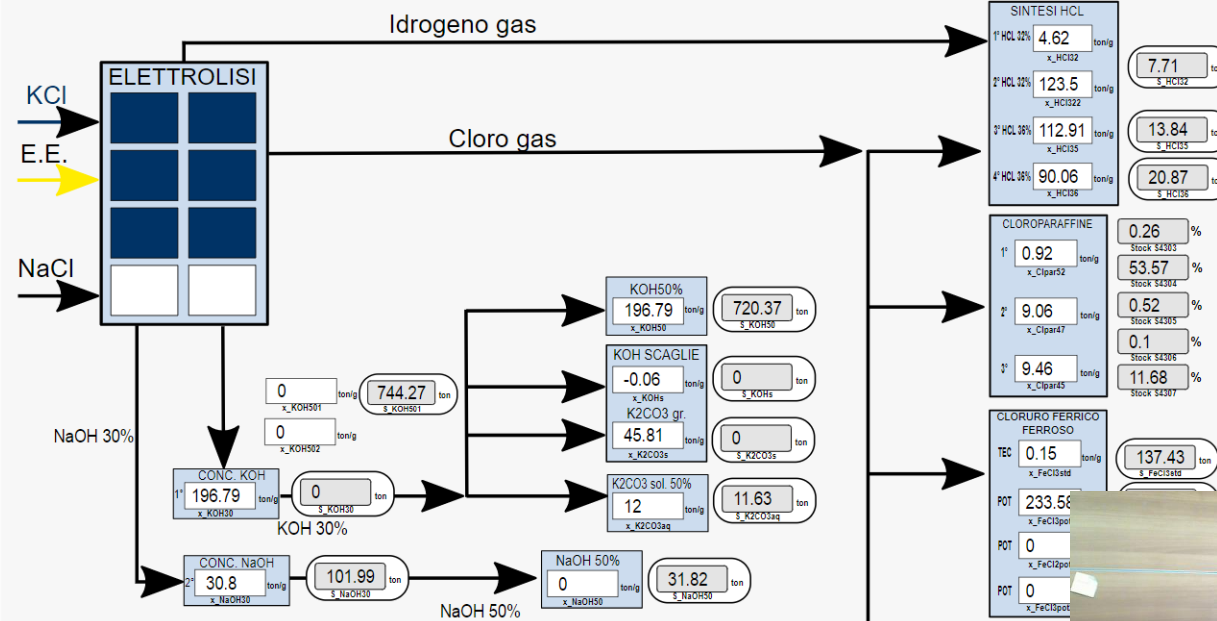 Idrogeno gas
Cloro gas
KCl
E.E.
NaCl
ELETTROLISI
SINTESI HCL
1° HCL 32% 4.62 ton/g
x_HCl32
7.71
S_HCl32
2° HCL 32% 123.5 ton/g
x_HCl322
3° HCL 36% 112.91 ton/g
x_HCl35
13.84
S_HCl35
4° HCL 36% 90.06 ton/g
x_HCl36
20.87
S_HCl36
CLOROPARAFFINE
1° 0.92 ton/g
x_Clpar52
2° 9.06 ton/g
x_Clpar47
3° 9.46 ton/g
x_Clpar45
0.26 %
Stock S4303
53.57 %
Stock S4304
0.52 %
Stock S4305
0.1 %
Stock S4306
11.68 %
Stock S4307
CLORURO FERRICO
FERROSO
TEC 0.15 ton/g
x_FeCl3std
137.43 ton
S_FeCl3std
POT 233.58
x_FeCl3pot
POT 0
x_FeCl2pot
POT 0
x_FeCl3pot
KOH50%
196.79 ton/g
x_KOH50
720.37 ton
S_KOH50
KOH SCAGLIE
-0.06 ton/g
x_KOHs
0 ton
S_KOHs
K2CO3 gr.
45.81 ton/g
x_K2CO3s
0 ton
S_K2CO3s
K2CO3 sol. 50%
12 ton/g
x_K2CO3aq
11.63 ton
S_K2CO3aq
0 ton/g
x_KOH501
744.27 ton
S_KOH501
0 ton/g
x_KOH502
NaOH 30%
CONC. KOH
1° 196.79 ton/g
x_KOH30
0 ton
S_KOH30
KOH 30%
CONC. NaOH
2° 30.8 ton/g
x_NaOH30
101.99 ton
S_NaOH30
NaOH 50%
NaOH 50%
0 ton/g
x_NaOH50
31.82 ton
S_NaOH50